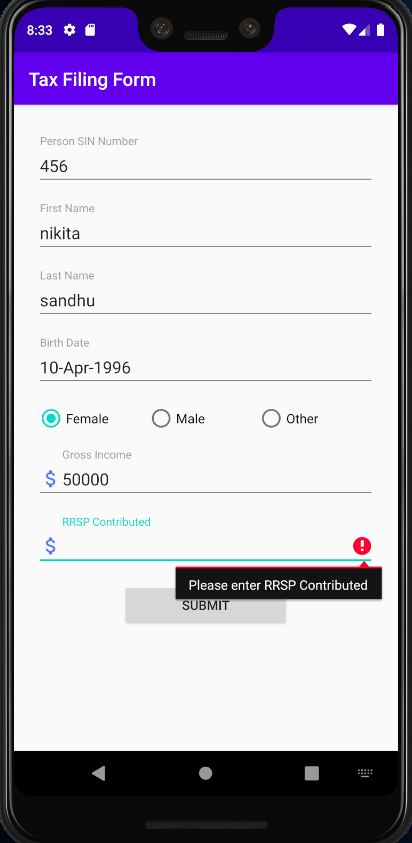 8:33
Tax Filing Form
Person SIN Number
456
First Name
nikita
Last Name
sandhu
Birth Date
10-Apr-1996
Female Male Other
Gross Income
$ 50000
RRSP Contributed
$
Please enter RRSP Contributed
SUBMIT